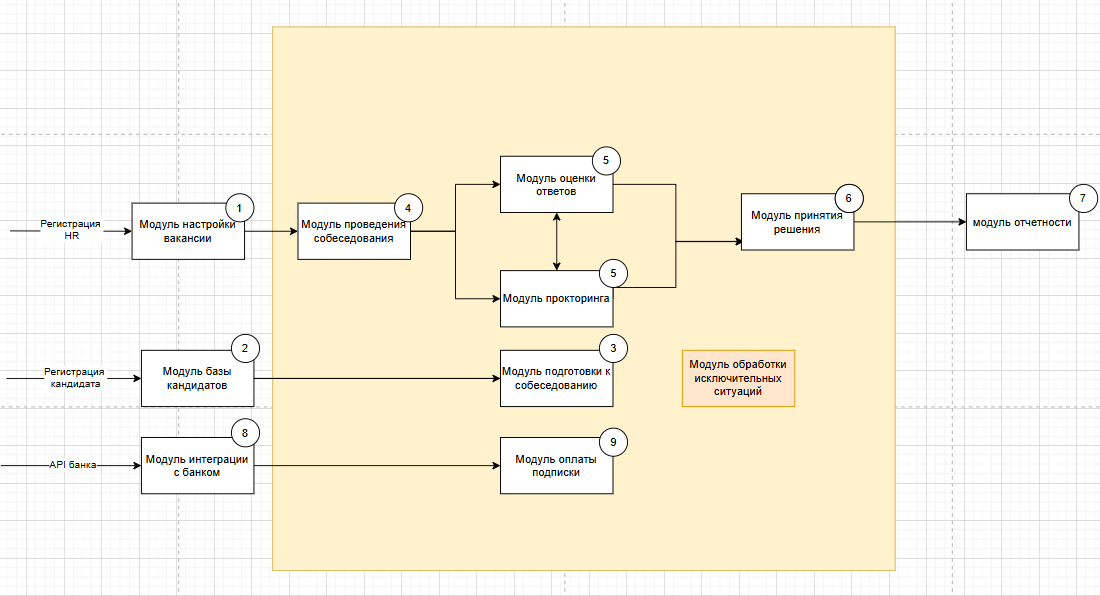 Регистрация
HR
1
Модуль настройки
вакансии
4
Модуль проведения
собеседования
5
Модуль оценки
ответов
5
Модуль прокторинга
6
Модуль принятия
решения
7
модуль отчетности
Регистрация
кандидата
2
Модуль базы
кандидатов
3
Модуль подготовки к
собеседованию
Модуль обработки
исключительных
ситуаций
API банка
8
Модуль интеграции
с банком
9
Модуль оплаты
подписки